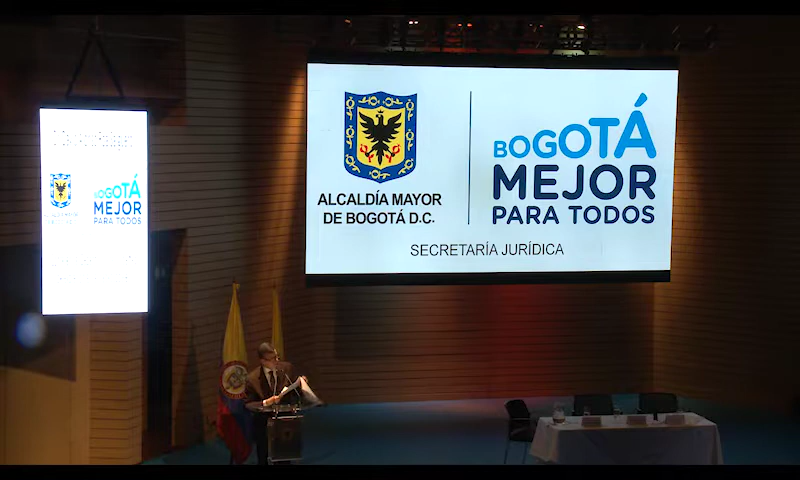 BOGOTÁ
MEJOR
PARA TODOS
ALCALDÍA MAYOR
DE BOGOTÁ D.C.
BOGOTÁ
MEJOR
PARA TODOS
SECRETARÍA JURÍDICA